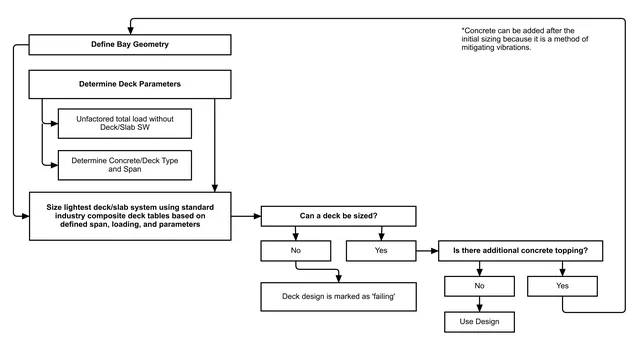 *Concrete can be added after the
initial sizing because it is a method of
mitigating vibrations.
Define Bay Geometry
Determine Deck Parameters
Unfactored total load without
Deck/Slab SW
Determine Concrete/Deck Type
and Span
Size lightest deck/slab system using standard
industry composite deck tables based on
defined span, loading, and parameters
Can a deck be sized?
No
Yes
Deck design is marked as 'failing'
Is there additional concrete topping?
No
Yes
Use Design